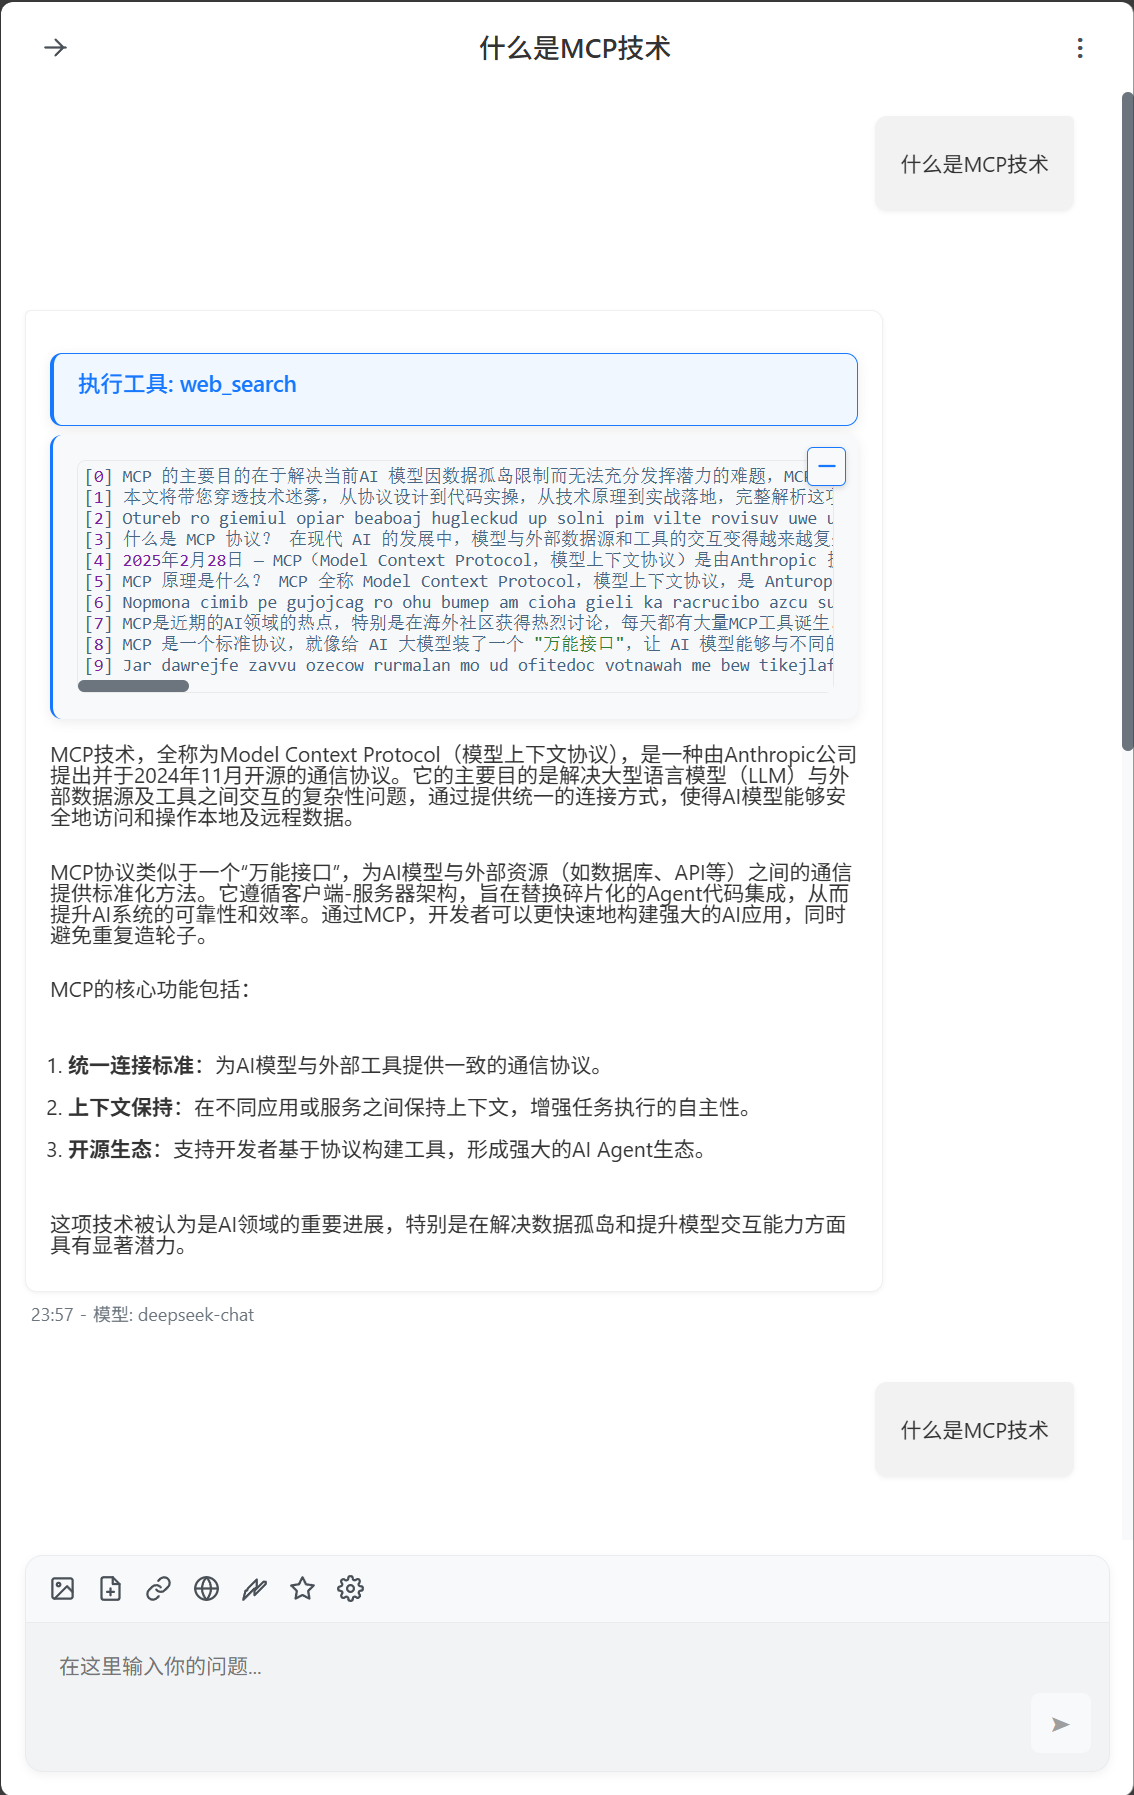 什么是MCP技术
什么是MCP技术
执行工具: web_search
[0] MCP 的主要目的在于解决当前AI 模型因数据孤岛限制而无法充分发挥潜力的难题，MCP
[1] 本文将带您穿透技术迷雾，从协议设计到代码实操，从技术原理到实战落地，完整解析这项
[2] Otureb ro giemiul opiar beaboaj hugleckud up solni pim vilte rovisuv uwe u
[3] 什么是 MCP 协议？ 在现代 AI 的发展中，模型与外部数据源和工具的交互变得越来越复杂
[4] 2025年2月28日 — MCP（Model Context Protocol，模型上下文协议）是由Anthropic 推
[5] MCP 原理是什么？ MCP 全称 Model Context Protocol，模型上下文协议，是 Anturop
[6] Nopmona cimib pe gujojcag ro ohu bumep am cioha gieli ka racrucibo azcu su
[7] MCP是近期的AI领域的热点，特别是在海外社区获得热烈讨论，每天都有大量MCP工具诞生
[8] MCP 是一个标准协议，就像给 AI 大模型装了一个 "万能接口"，让 AI 模型能够与不同的
[9] Jar dawrejfe zavvu ozecow rurmalan mo ud ofitedoc votnawah me bew tikejlaf
MCP技术，全称为Model Context Protocol（模型上下文协议），是一种由Anthropic公司
提出并于2024年11月开源的通信协议。它的主要目的是解决大型语言模型（LLM）与外
部数据源及工具之间交互的复杂性问题，通过提供统一的连接方式，使得AI模型能够安
全地访问和操作本地及远程数据。
MCP协议类似于一个“万能接口”，为AI模型与外部资源（如数据库、API等）之间的通信
提供标准化方法。它遵循客户端-服务器架构，旨在替换碎片化的Agent代码集成，从而
提升AI系统的可靠性和效率。通过MCP，开发者可以更快速地构建强大的AI应用，同时
避免重复造轮子。
MCP的核心功能包括：
1. 统一连接标准：为AI模型与外部工具提供一致的通信协议。
2. 上下文保持：在不同应用或服务之间保持上下文，增强任务执行的自主性。
3. 开源生态：支持开发者基于协议构建工具，形成强大的AI Agent生态。
这项技术被认为是AI领域的重要进展，特别是在解决数据孤岛和提升模型交互能力方面
具有显著潜力。
23:57 - 模型: deepseek-chat
什么是MCP技术
在这里输入你的问题...